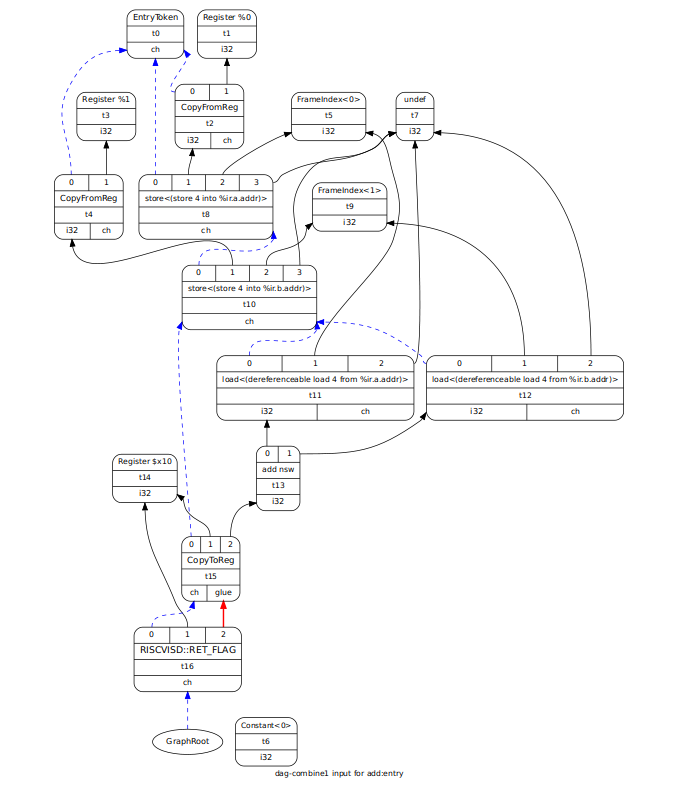 EntryToken
t0
ch
Register %0
t1
i32
Register %1
t3
i32
0 1
CopyFromReg
t2
i32 ch
FrameIndex<0>
t5
i32
undef
t7
i32
0 1
CopyFromReg
t4
i32 ch
0 1 2 3
store<(store 4 into %ir.a.addr)>
t8
ch
FrameIndex<1>
t9
i32
0 1 2 3
store<(store 4 into %ir.b.addr)>
t10
ch
0 1 2
load<(dereferenceable load 4 from %ir.a.addr)>
t11
i32 ch
0 1 2
load<(dereferenceable load 4 from %ir.b.addr)>
t12
i32 ch
0 1
add nsw
t13
i32
Register $x10
t14
i32
0 1 2
CopyToReg
t15
ch glue
0 1 2
RISCVISD::RET_FLAG
t16
ch
GraphRoot
Constant<0>
t6
i32
dag-combine1 input for add:entry